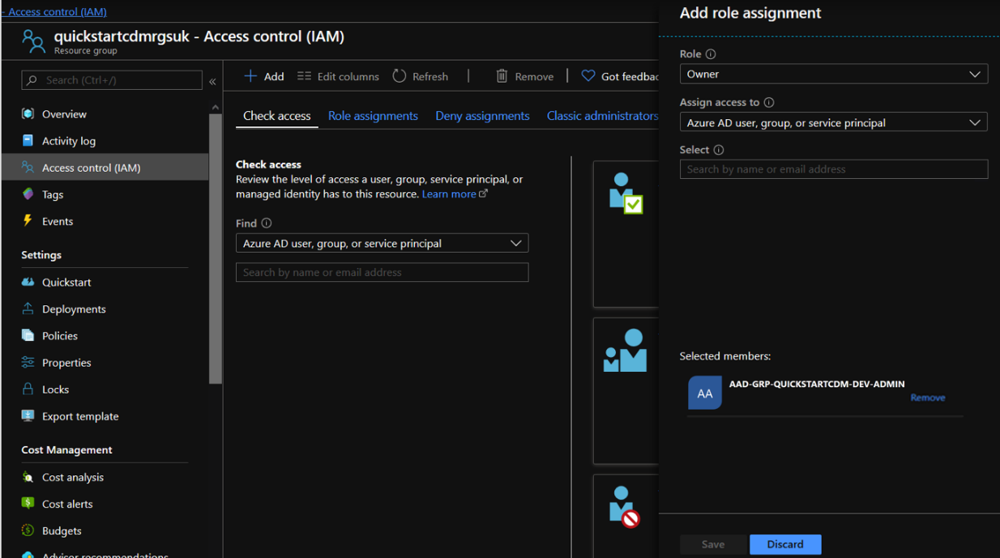 - Access control (IAM)
quickstartcdmrgsuk - Access control (IAM)
Resource group
Search (Ctrl+/)
«
Overview
Activity log
Access control (IAM)
Tags
Events
Settings
Quickstart
Deployments
Policies
Properties
Locks
Export template
Cost Management
Cost analysis
Cost alerts
Budgets
Advisor recommendations
Add
Edit columns
Refresh
Remove
Got feedbac
Check access
Role assignments
Deny assignments
Classic administrators
Check access
Review the level of access a user, group, service principal, or
managed identity has to this resource. Learn more
Find
Azure AD user, group, or service principal
Search by name or email address
Add role assignment
Role
Owner
Assign access to
Azure AD user, group, or service principal
Select
Search by name or email address
Selected members:
AA
AAD-GRP-QUICKSTARTCDM-DEV-ADMIN
Remove
Save
Discard